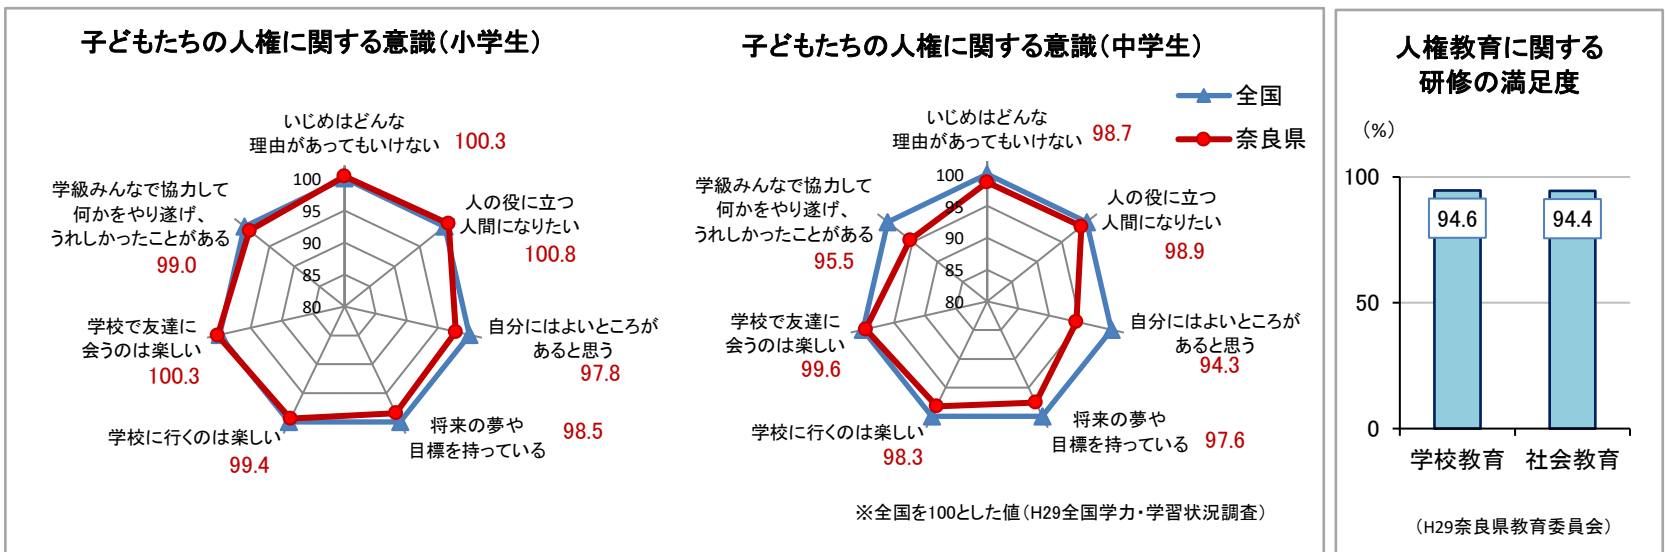 子どもたちの人権に関する意識（小学生）
いじめはどんな
理由があってもいけない
100.3
人の役に立つ
人間になりたい
100.8
自分にはよいところが
あると思う
97.8
将来の夢や
目標を持っている
98.5
学校に行くのは楽しい
99.4
学校で友達に
会うのは楽しい
100.3
学級みんなで協力して
何かをやり遂げ、
うれしかったことがある
99.0
100
95
90
85
80
子どもたちの人権に関する意識（中学生）
全国
奈良県
いじめはどんな
理由があってもいけない
98.7
人の役に立つ
人間になりたい
98.9
自分にはよいところが
あると思う
94.3
将来の夢や
目標を持っている
97.6
学校に行くのは楽しい
98.3
学校で友達に
会うのは楽しい
99.6
学級みんなで協力して
何かをやり遂げ、
うれしかったことがある
95.5
100
95
90
85
80
※全国を100とした値（H29全国学力・学習状況調査）
人権教育に関する
研修の満足度
（%）
100
50
0
94.6
94.4
学校教育
社会教育
（H29奈良県教育委員会）